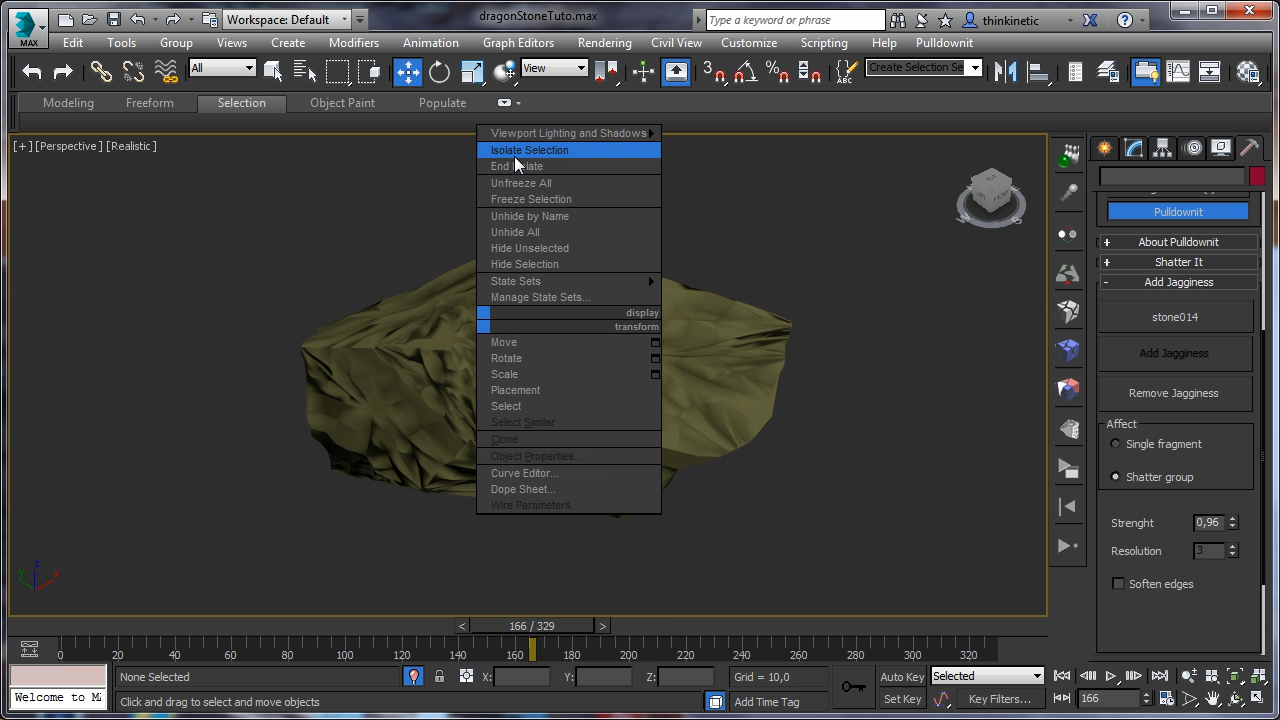 Workspace: Default
dragonStoneTuto.max
Type a keyword or phrase
thinkinetic
MAX
Edit Tools Group Views Create Modifiers Animation Graph Editors Rendering Civil View Customize Scripting Help Pulldownit
All
View
Create Selection Se
Modeling Freeform Selection Object Paint Populate
[+] [Perspective] [Realistic]
Viewport Lighting and Shadows
Isolate Selection
End Isolate
Unfreeze All
Freeze Selection
Unhide by Name
Unhide All
Hide Unselected
Hide Selection
State Sets
Manage State Sets...
display
transform
Move
Rotate
Scale
Placement
Select
Select Similar
Clone
Object Properties...
Curve Editor...
Dope Sheet...
Wire Parameters...
Pulldownit
+ About Pulldownit
+ Shatter It
- Add Jagginess
stone014
Add Jagginess
Remove Jagginess
Affect
Single fragment
Shatter group
Strenght 0,96
Resolution 3
Soften edges
z
y x
< 166 / 329 >
0 20 40 60 80 100 120 140 160 180 200 220 240 260 280 300 320
None Selected
X: Y: Z:
Grid = 10,0
Auto Key
Selected
Welcome to MA
Click and drag to select and move objects
Add Time Tag
Set Key
Key Filters...
166